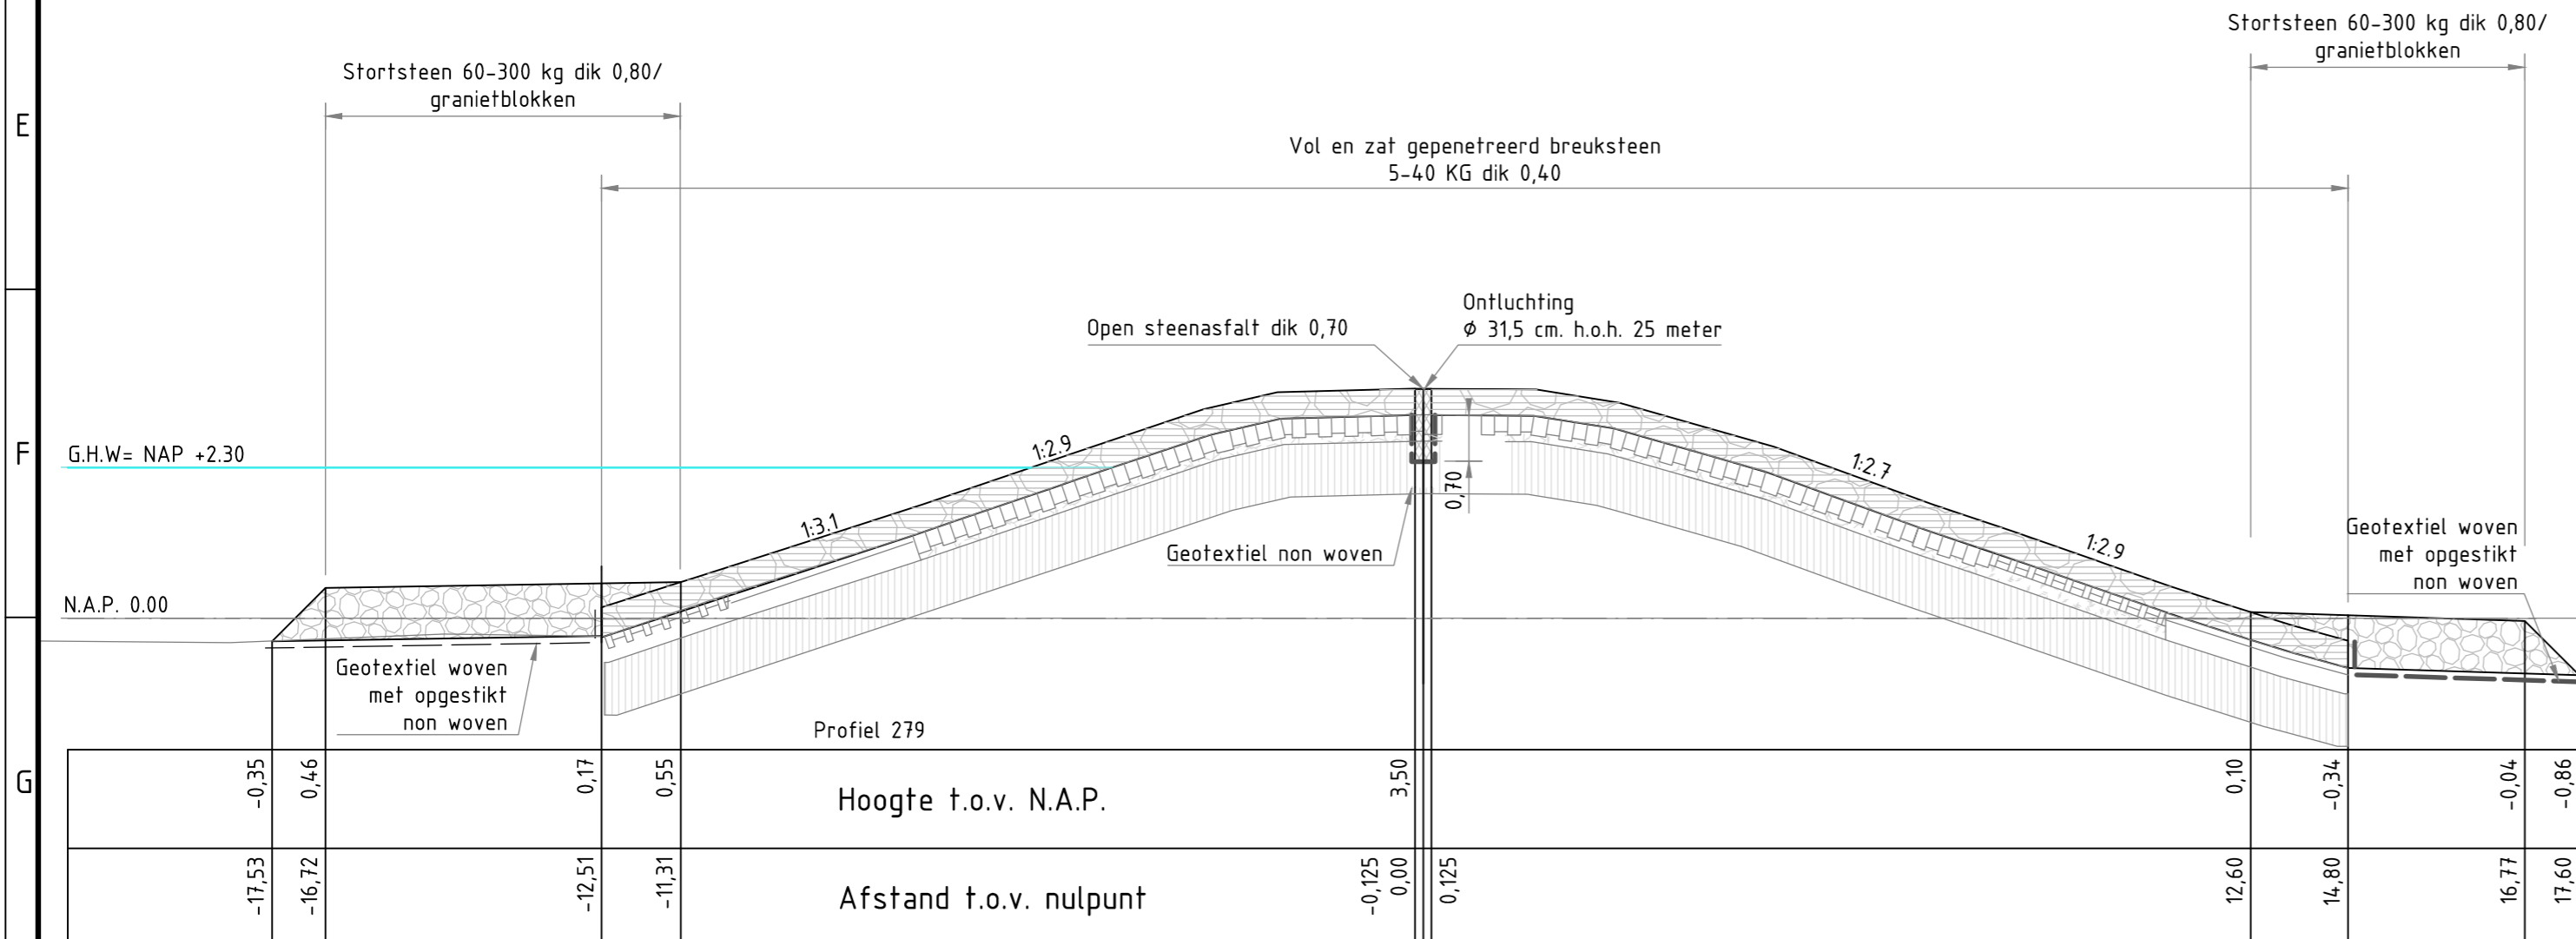 Stortsteen 60-300 kg dik 0,80/
granietblokken
Stortsteen 60-300 kg dik 0,80/
granietblokken
E
Vol en zat gepenetreerd breuksteen
5-40 KG dik 0,40
Open steenasfalt dik 0,70
Ontluchting
Ø 31,5 cm. h.o.h. 25 meter
F
G.H.W= NAP +2.30
1:2.9
1:3.1
1:2.7
1:2.9
0,70
Geotextiel non woven
N.A.P. 0.00
Geotextiel woven
met opgestikt
non woven
Geotextiel woven
met opgestikt
non woven
Profiel 279
G
Hoogte t.o.v. N.A.P.
-0,35
0,46
0,17
0,55
3,50
0,10
-0,34
-0,04
-0,86
Afstand t.o.v. nulpunt
-17,53
-16,72
-12,51
-11,31
-0,125
0,00
0,125
12,60
14,80
16,77
17,60